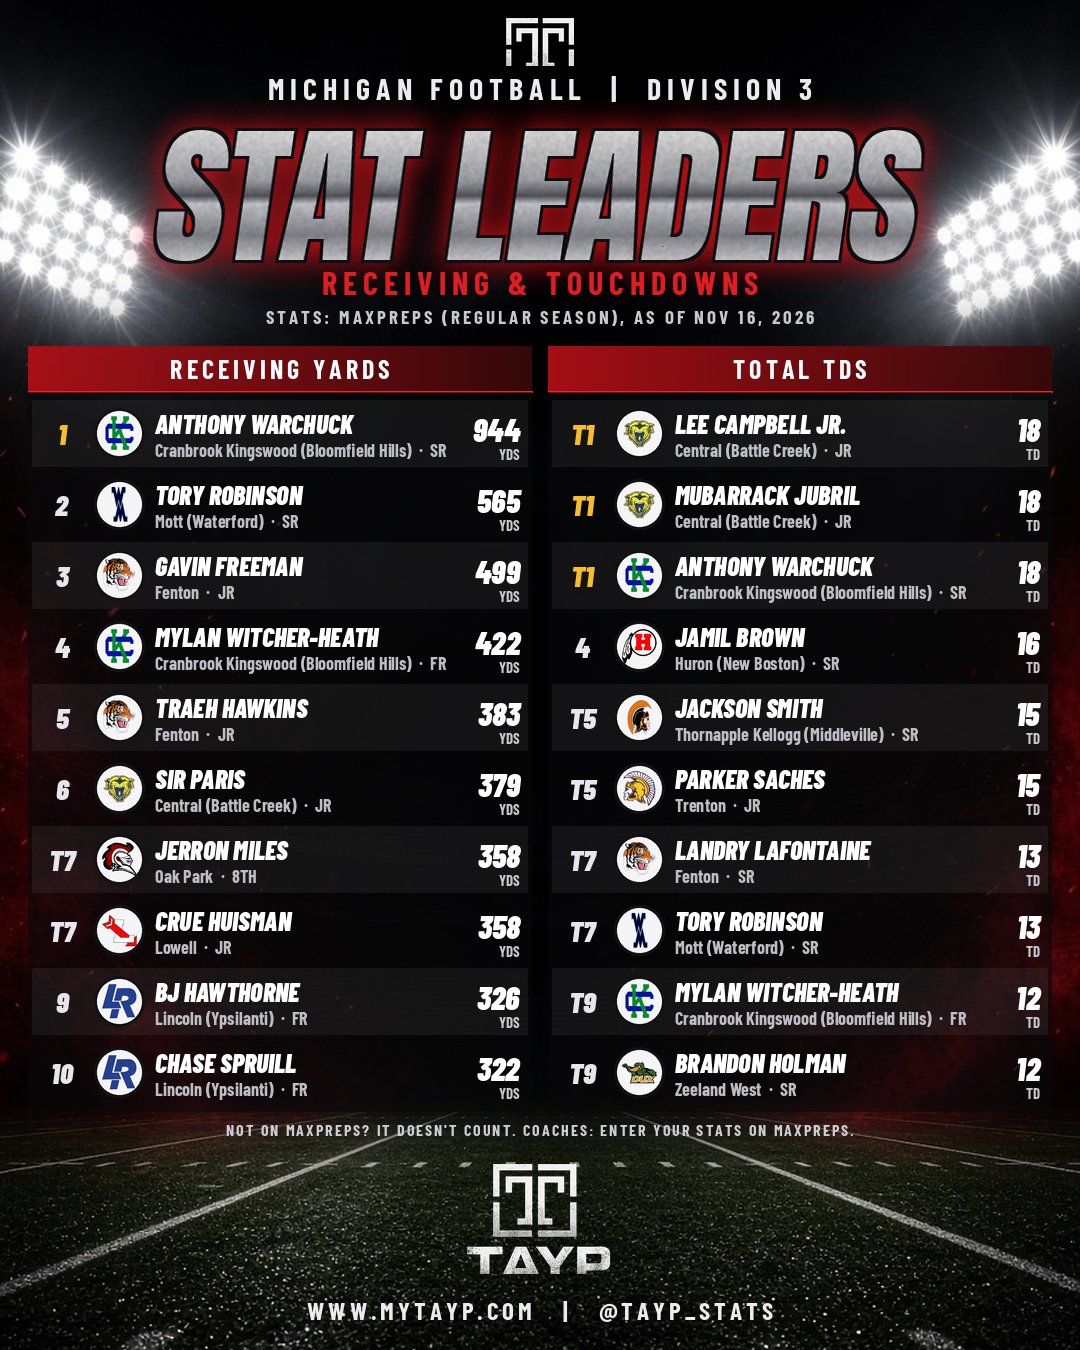 MICHIGAN FOOTBALL | DIVISION 3
STAT LEADERS
RECEIVING & TOUCHDOWNS
STATS: MAXPREPS (REGULAR SEASON), AS OF NOV 16, 2026
RECEIVING YARDS
1 ANTHONY WARCHUCK 944
Cranbrook Kingswood (Bloomfield Hills) · SR YDS
2 TORY ROBINSON 565
Mott (Waterford) · SR YDS
3 GAVIN FREEMAN 499
Fenton · JR YDS
4 MYLAN WITCHER-HEATH 422
Cranbrook Kingswood (Bloomfield Hills) · FR YDS
5 TRAEH HAWKINS 383
Fenton · JR YDS
6 SIR PARIS 379
Central (Battle Creek) · JR YDS
T7 JERRON MILES 358
Oak Park · 8TH YDS
T7 CRUE HUISMAN 358
Lowell · JR YDS
9 BJ HAWTHORNE 326
Lincoln (Ypsilanti) · FR YDS
10 CHASE SPRUILL 322
Lincoln (Ypsilanti) · FR YDS
TOTAL TDS
T1 LEE CAMPBELL JR. 18
Central (Battle Creek) · JR TD
T1 MUBARRACK JUBRIL 18
Central (Battle Creek) · JR TD
T1 ANTHONY WARCHUCK 18
Cranbrook Kingswood (Bloomfield Hills) · SR TD
4 JAMIL BROWN 16
Huron (New Boston) · SR TD
T5 JACKSON SMITH 15
Thornapple Kellogg (Middleville) · SR TD
T5 PARKER SACHES 15
Trenton · JR TD
T7 LANDRY LAFONTAINE 13
Fenton · SR TD
T7 TORY ROBINSON 13
Mott (Waterford) · SR TD
T9 MYLAN WITCHER-HEATH 12
Cranbrook Kingswood (Bloomfield Hills) · FR TD
T9 BRANDON HOLMAN 12
Zeeland West · SR TD
NOT ON MAXPREPS? IT DOESN'T COUNT. COACHES: ENTER YOUR STATS ON MAXPREPS.
TAYP
WWW.MYTAYP.COM | @TAYP_STATS